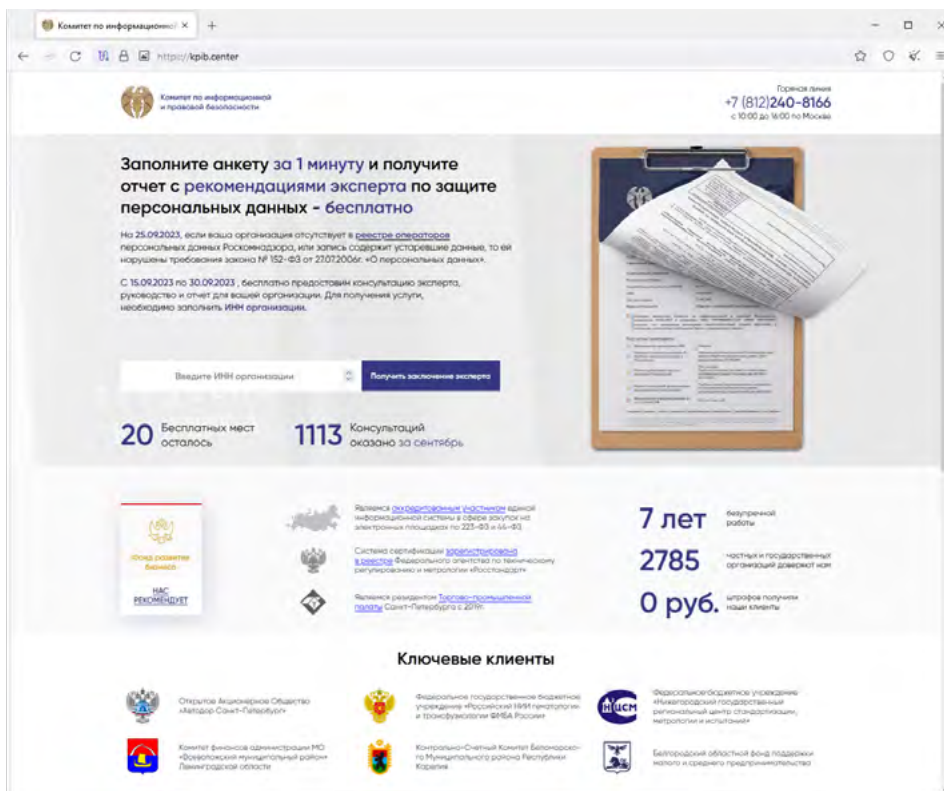 Комитет по информационной
https://kpib.center
Комитет по информационной
и правовой безопасности
Горячая линия
+7 (812)240-8166
с 10:00 до 16:00 по Москве
Заполните анкету за 1 минуту и получите
отчет с рекомендациями эксперта по защите
персональных данных - бесплатно
На 25.09.2023, если ваша организация отсутствует в реестре операторов
персональных данных Роскомнадзора, или запись содержит устаревшие данные, то ей
нарушены требования закона № 152-ФЗ от 27.07.2006г. «О персональных данных».
С 15.09.2023 по 30.09.2023 , бесплатно предоставим консультацию эксперта,
руководство и отчет для вашей организации. Для получения услуги,
необходимо заполнить ИНН организации.
Введите ИНН организации
Получить заключение эксперта
20 Бесплатных мест
осталось
1113 Консультаций
оказано за сентябрь
Фонд развития
бизнеса
НАС
РЕКОМЕНДУЕТ
Являемся аккредитованным участником единой
информационной системы в сфере закупок на
электронных площадках по 223-ФЗ и 44-ФЗ
Система сертификации зарегистрирована
в реестре Федерального агентства по техническому
регулированию и метрологии «Росстандарт»
Являемся резидентом Торгово-промышленной
палаты Санкт-Петербурга с 2019г.
7 лет безупречной
работы
2785 частных и государственных
организаций доверяют нам
0 руб. штрафов получили
наши клиенты
Ключевые клиенты
Открытое Акционерное Общество
«Автодор Санкт-Петербург»
Федеральное государственное бюджетное
учреждение «Российский НИИ гематологии
и трансфузиологии ФМБА России»
НЦСМ
Федеральное бюджетное учреждение
«Нижегородский государственный
региональный центр стандартизации,
метрологии и испытаний»
Комитет финансов администрации МО
«Всеволожский муниципальный район»
Ленинградской области
Контрольно-Счетный Комитет Беломорско-
го Муниципального района Республики
Карелия
Белгородский областной фонд поддержки
малого и среднего предпринимательства